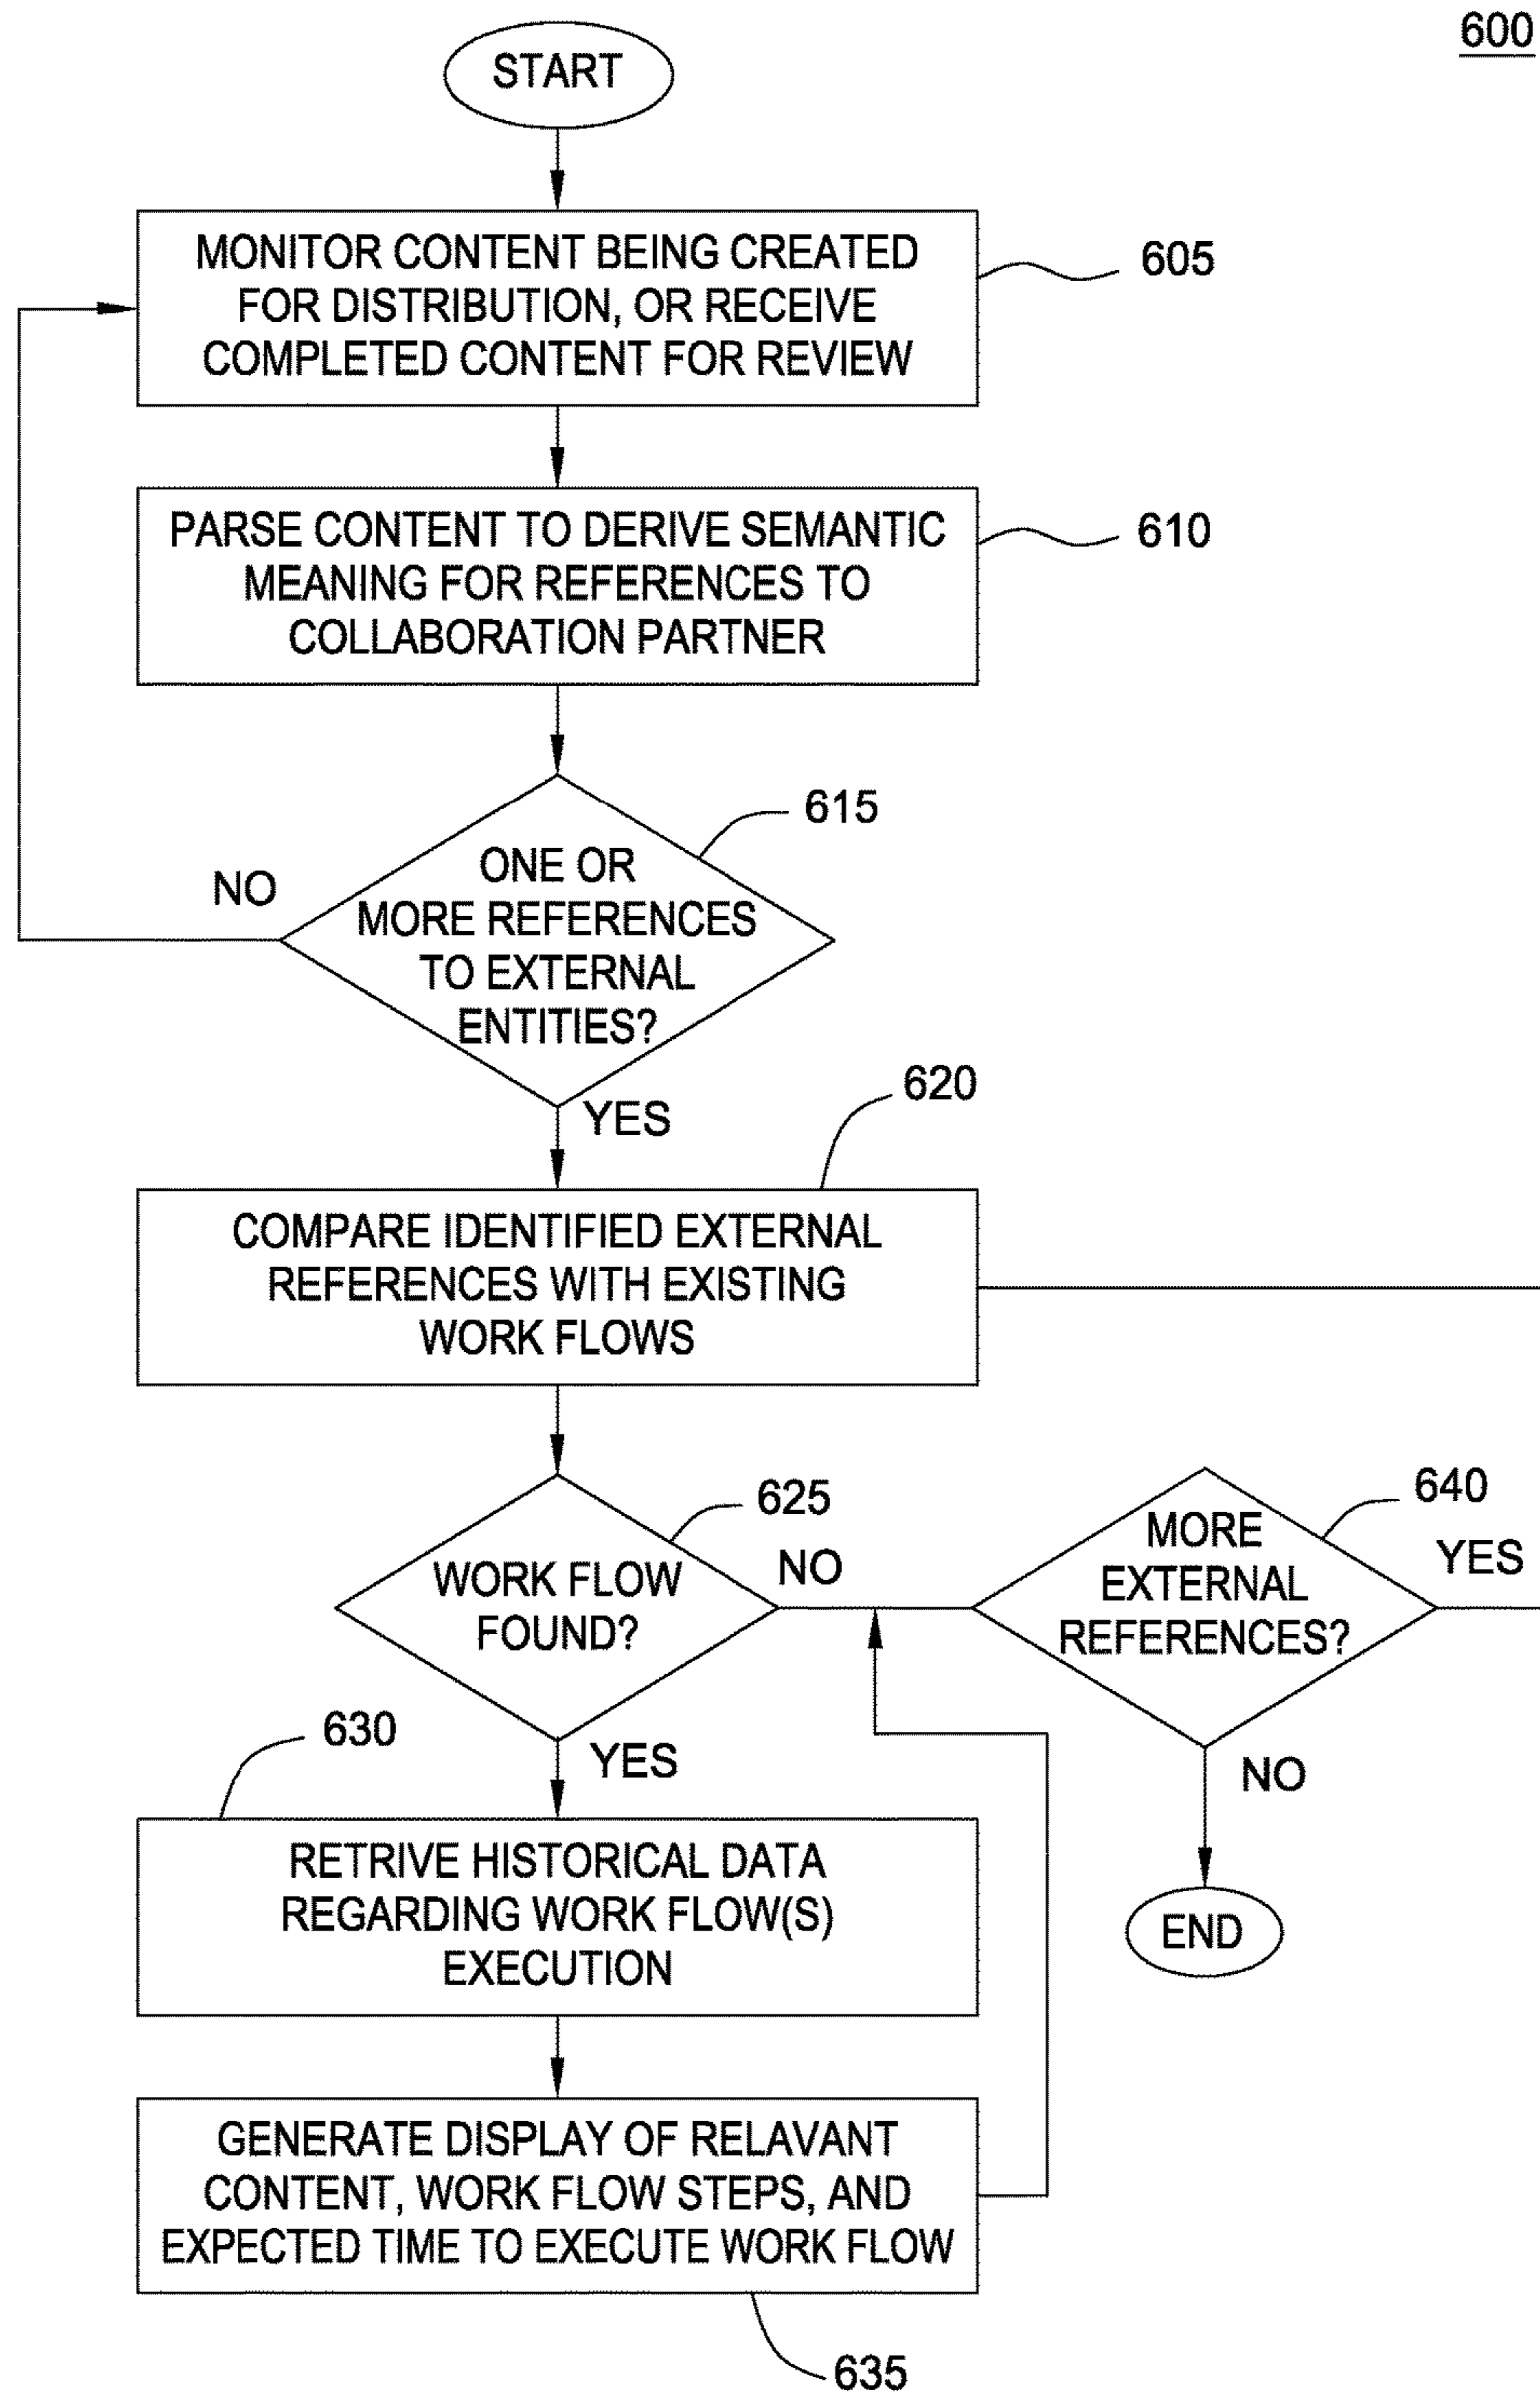 600
START
MONITOR CONTENT BEING CREATED
FOR DISTRIBUTION, OR RECEIVE
COMPLETED CONTENT FOR REVIEW
605
PARSE CONTENT TO DERIVE SEMANTIC
MEANING FOR REFERENCES TO
COLLABORATION PARTNER
610
615
ONE OR
MORE REFERENCES
TO EXTERNAL
ENTITIES?
NO
YES
620
COMPARE IDENTIFIED EXTERNAL
REFERENCES WITH EXISTING
WORK FLOWS
625
WORK FLOW
FOUND?
NO
YES
640
MORE
EXTERNAL
REFERENCES?
YES
NO
END
630
RETRIVE HISTORICAL DATA
REGARDING WORK FLOW(S)
EXECUTION
GENERATE DISPLAY OF RELAVANT
CONTENT, WORK FLOW STEPS, AND
EXPECTED TIME TO EXECUTE WORK FLOW
635